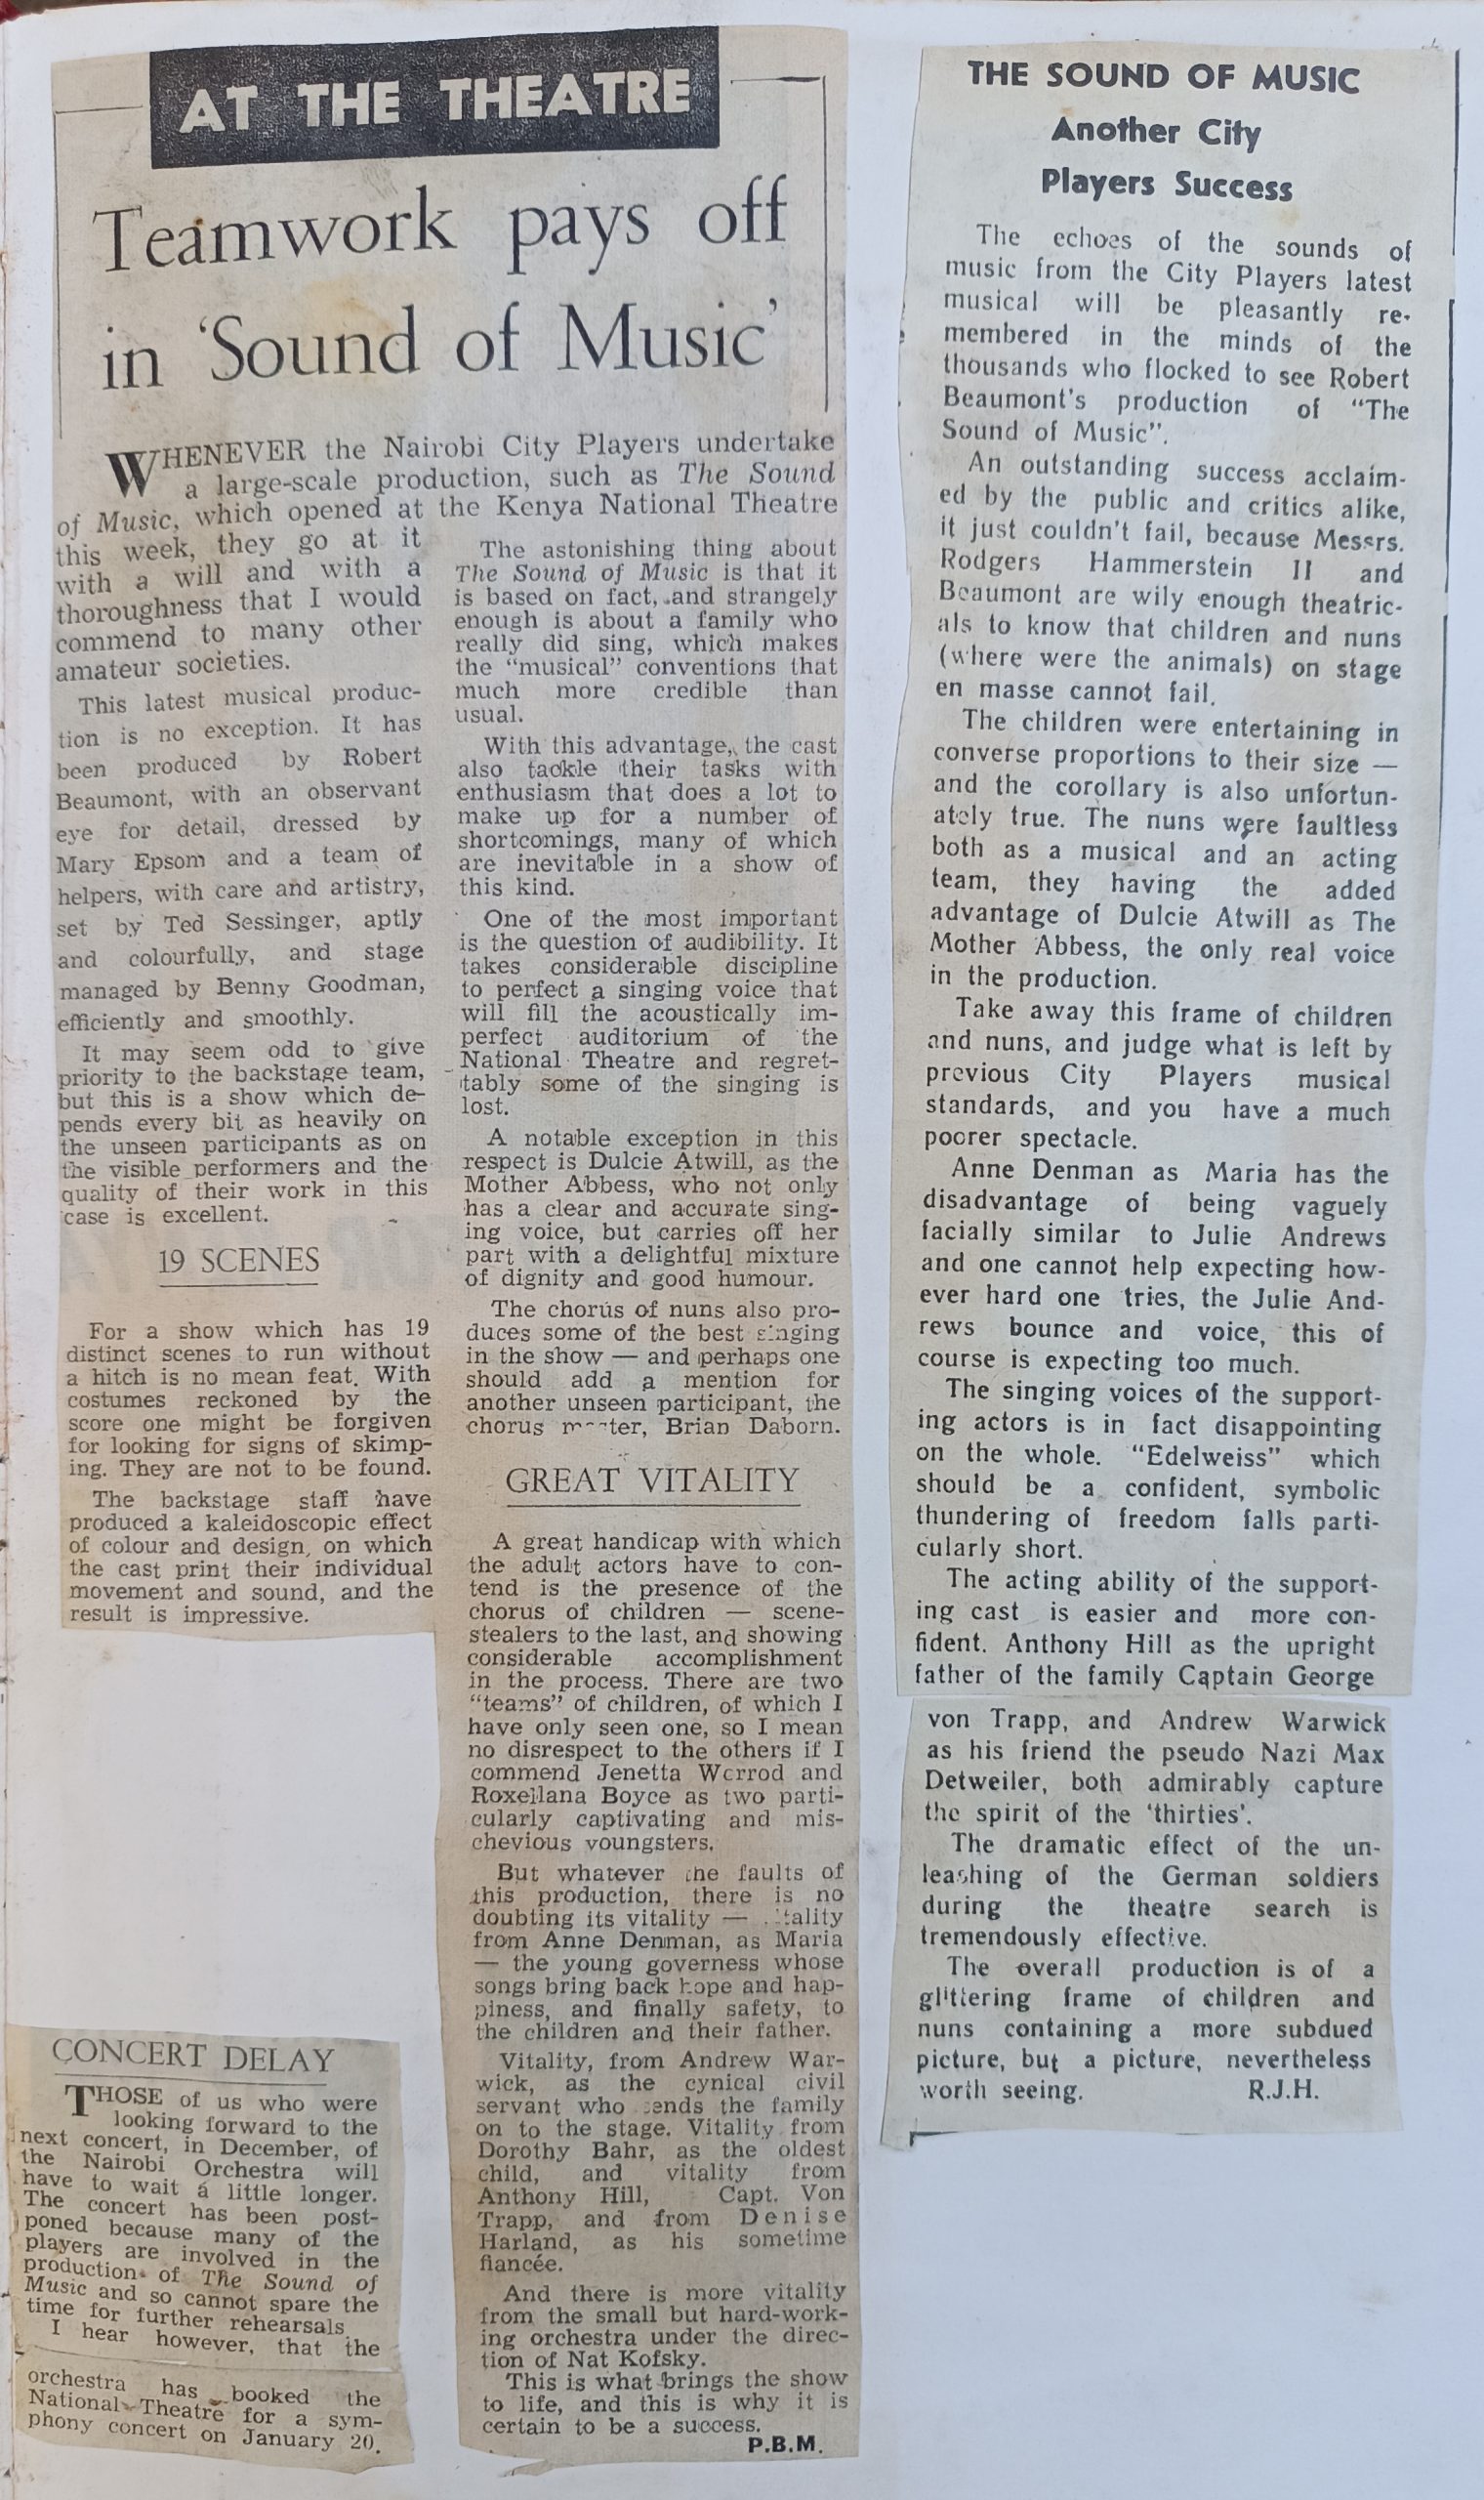 AT THE THEATRE
Teamwork pays off
in ‘Sound of Music’
WHENEVER the Nairobi City Players undertake
a large-scale production, such as The Sound
of Music, which opened at the Kenya National Theatre
this week, they go at it
with a will and with a
thoroughness that I would
commend to many other
amateur societies.
This latest musical produc-
tion is no exception. It has
been produced by Robert
Beaumont, with an observant
eye for detail, dressed by
Mary Epsom and a team of
helpers, with care and artistry,
set by Ted Sessinger, aptly
and colourfully, and stage
managed by Benny Goodman,
efficiently and smoothly.
It may seem odd to give
priority to the backstage team,
but this is a show which de-
pends every bit as heavily on
the unseen participants as on
the visible performers and the
quality of their work in this
case is excellent.
19 SCENES
For a show which has 19
distinct scenes to run without
a hitch is no mean feat. With
costumes reckoned by the
score one might be forgiven
for looking for signs of skimp-
ing. They are not to be found.
The backstage staff have
produced a kaleidoscopic effect
of colour and design, on which
the cast print their individual
movement and sound, and the
result is impressive.
The astonishing thing about
The Sound of Music is that it
is based on fact, and strangely
enough is about a family who
really did sing, which makes
the “musical” conventions that
much more credible than
usual.
With this advantage, the cast
also tackle their tasks with
enthusiasm that does a lot to
make up for a number of
shortcomings, many of which
are inevitable in a show of
this kind.
One of the most important
is the question of audibility. It
takes considerable discipline
to perfect a singing voice that
will fill the acoustically im-
perfect auditorium of the
National Theatre and regret-
tably some of the singing is
lost.
A notable exception in this
respect is Dulcie Atwill, as the
Mother Abbess, who not only
has a clear and accurate sing-
ing voice, but carries off her
part with a delightful mixture
of dignity and good humour.
The chorus of nuns also pro-
duces some of the best singing
in the show — and perhaps one
should add a mention for
another unseen participant, the
chorus master, Brian Daborn.
GREAT VITALITY
A great handicap with which
the adult actors have to con-
tend is the presence of the
chorus of children — scene-
stealers to the last, and showing
considerable accomplishment
in the process. There are two
“teams” of children, of which I
have only seen one, so I mean
no disrespect to the others if I
commend Jenetta Worrod and
Roxellana Boyce as two parti-
cularly captivating and mis-
chevious youngsters.
But whatever the faults of
this production, there is no
doubting its vitality — vitality
from Anne Denman, as Maria
— the young governess whose
songs bring back hope and hap-
piness, and finally safety, to
the children and their father.
Vitality, from Andrew War-
wick, as the cynical civil
servant who sends the family
on to the stage. Vitality from
Dorothy Bahr, as the oldest
child, and vitality from
Anthony Hill, Capt. Von
Trapp, and from Denise
Harland, as his sometime
fiancée.
And there is more vitality
from the small but hard-work-
ing orchestra under the direc-
tion of Nat Kofsky.
This is what brings the show
to life, and this is why it is
certain to be a success.
P.B.M.
CONCERT DELAY
THOSE of us who were
looking forward to the
next concert, in December, of
the Nairobi Orchestra will
have to wait a little longer.
The concert has been post-
poned because many of the
players are involved in the
production of The Sound of
Music and so cannot spare the
time for further rehearsals.
I hear however, that the
orchestra has booked the
National Theatre for a sym-
phony concert on January 20.
THE SOUND OF MUSIC
Another City
Players Success
The echoes of the sounds of
music from the City Players latest
musical will be pleasantly re-
membered in the minds of the
thousands who flocked to see Robert
Beaumont's production of “The
Sound of Music”.
An outstanding success acclaim-
ed by the public and critics alike,
it just couldn't fail, because Messrs.
Rodgers Hammerstein II and
Beaumont are wily enough theatric-
als to know that children and nuns
(where were the animals) on stage
en masse cannot fail.
The children were entertaining in
converse proportions to their size —
and the corollary is also unfortun-
ately true. The nuns were faultless
both as a musical and an acting
team, they having the added
advantage of Dulcie Atwill as The
Mother Abbess, the only real voice
in the production.
Take away this frame of children
and nuns, and judge what is left by
previous City Players musical
standards, and you have a much
poorer spectacle.
Anne Denman as Maria has the
disadvantage of being vaguely
facially similar to Julie Andrews
and one cannot help expecting how-
ever hard one tries, the Julie And-
rews bounce and voice, this of
course is expecting too much.
The singing voices of the support-
ing actors is in fact disappointing
on the whole. “Edelweiss” which
should be a confident, symbolic
thundering of freedom falls parti-
cularly short.
The acting ability of the support-
ing cast is easier and more con-
fident. Anthony Hill as the upright
father of the family Captain George
von Trapp, and Andrew Warwick
as his friend the pseudo Nazi Max
Detweiler, both admirably capture
the spirit of the ‘thirties’.
The dramatic effect of the un-
leashing of the German soldiers
during the theatre search is
tremendously effective.
The overall production is of a
glittering frame of children and
nuns containing a more subdued
picture, but a picture, nevertheless
worth seeing. R.J.H.